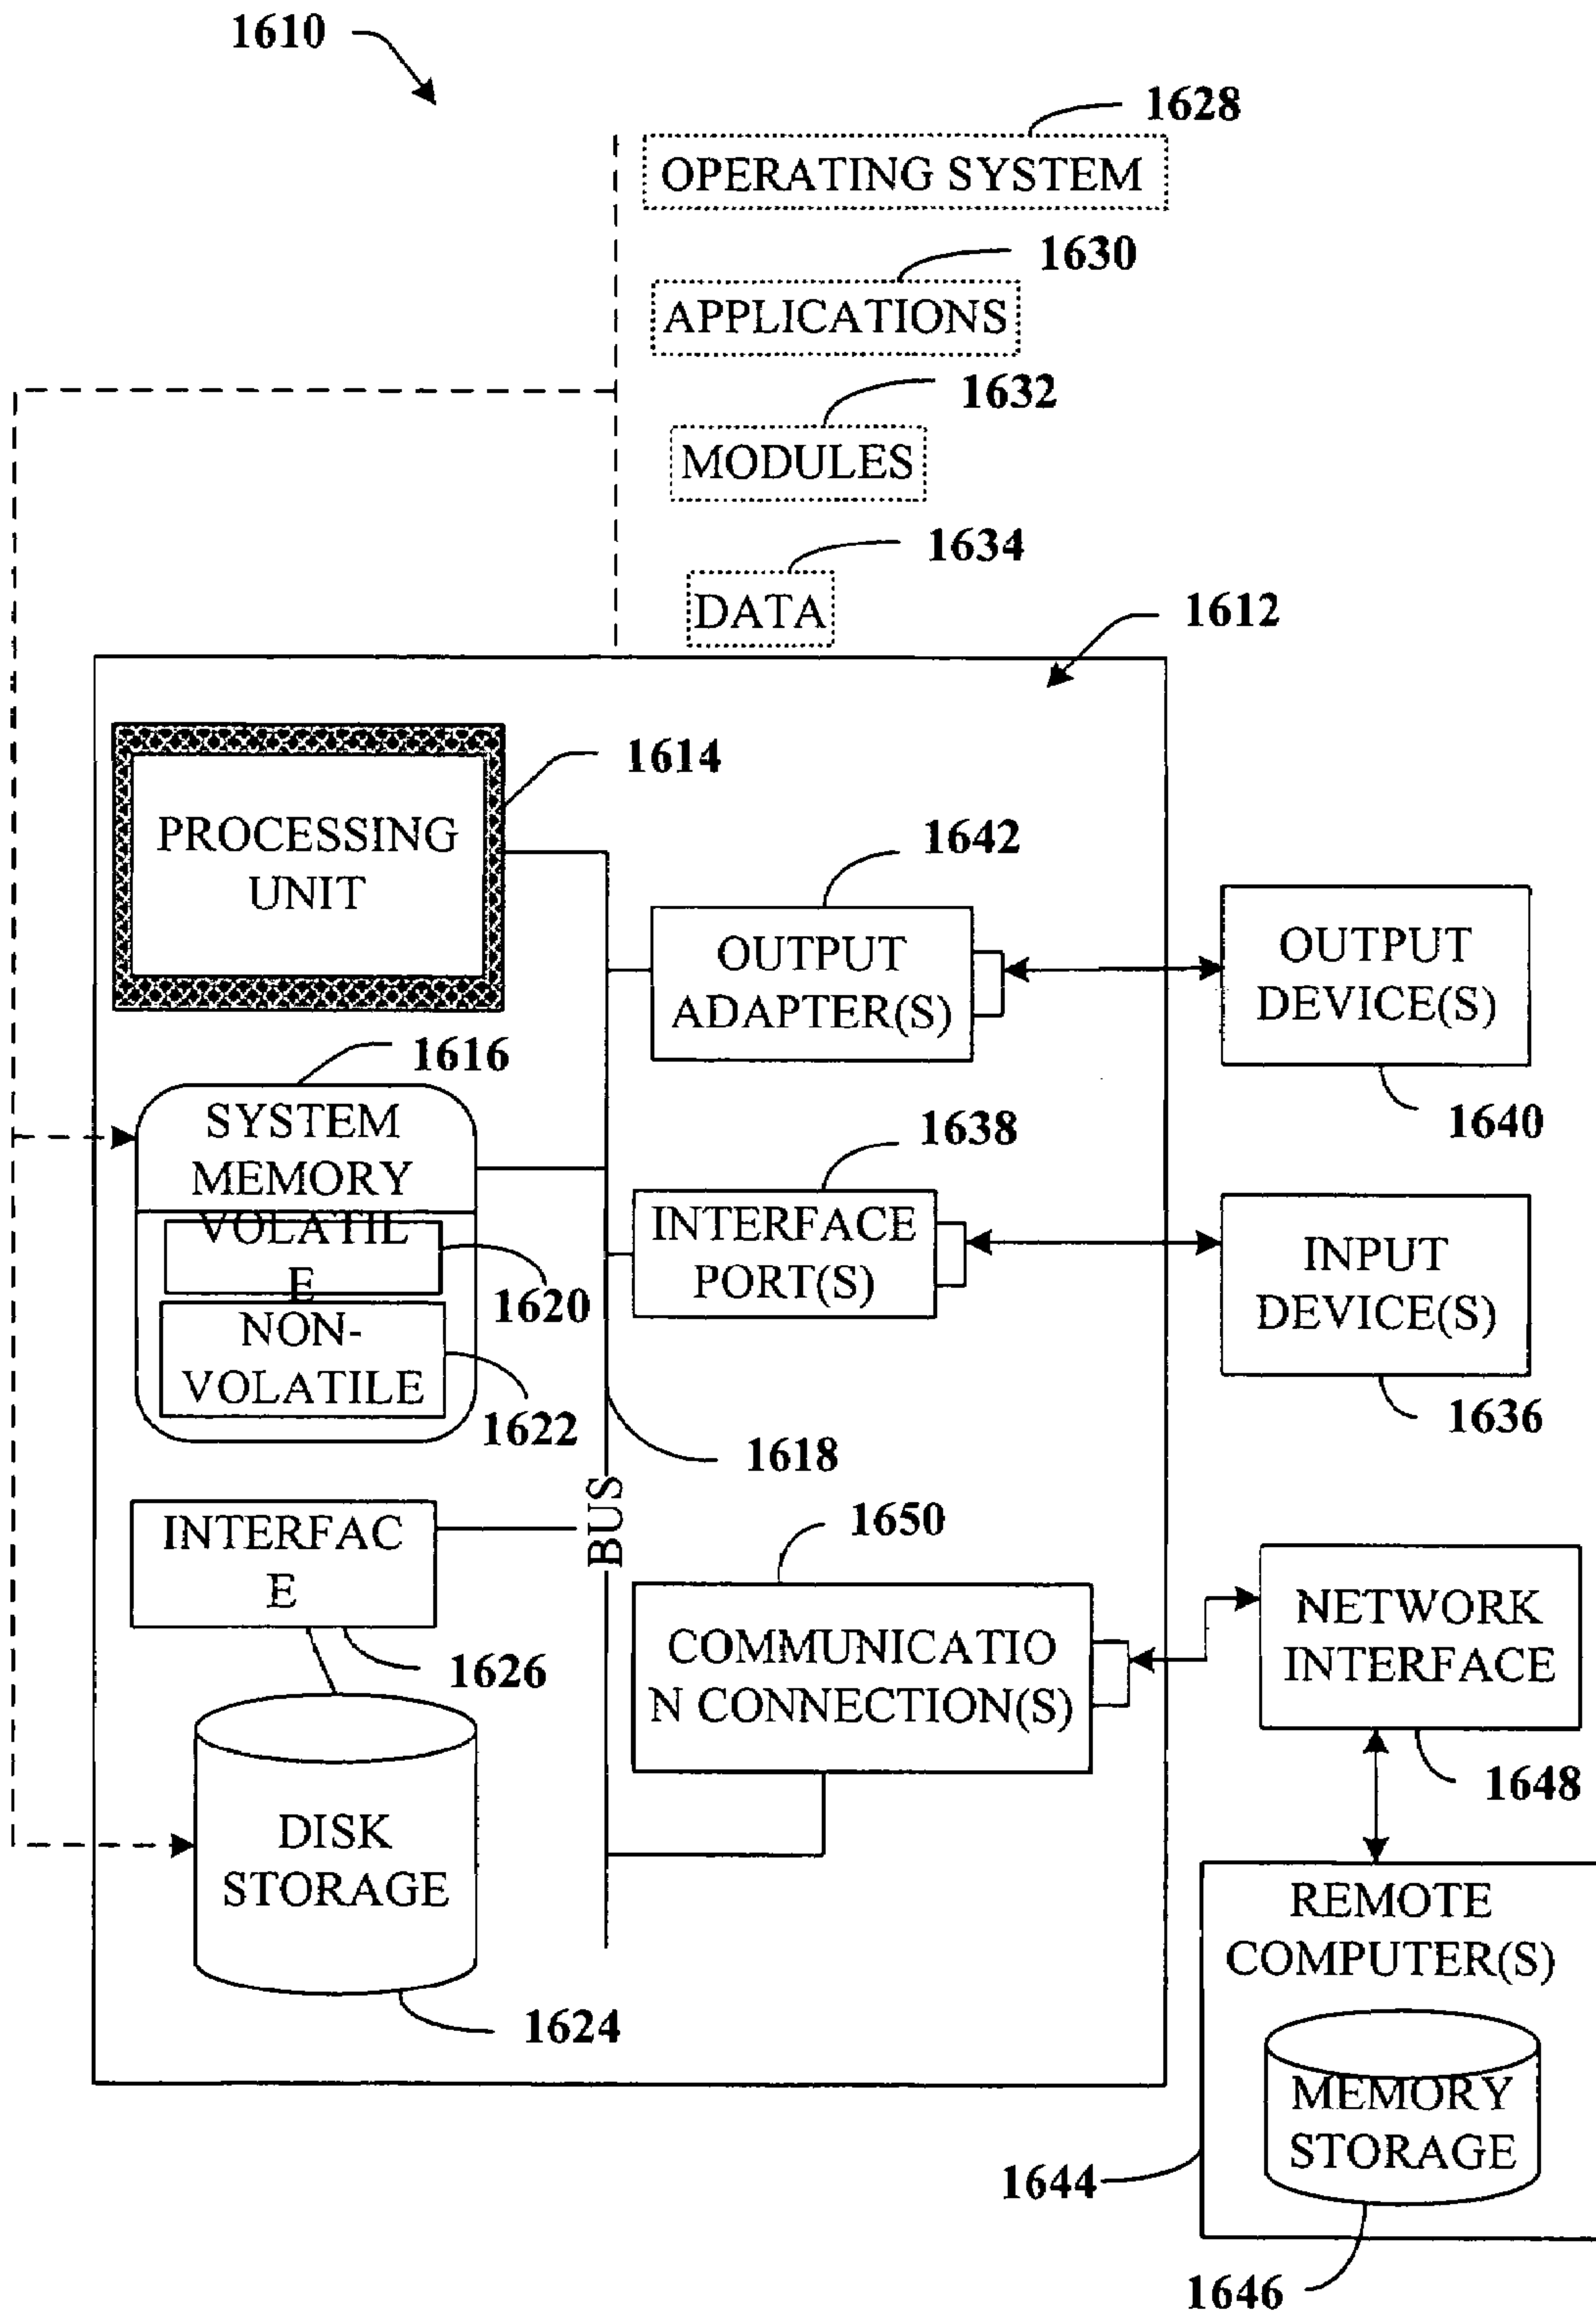 1610
1628
OPERATING SYSTEM
1630
APPLICATIONS
1632
MODULES
1634
DATA
1612
1614
PROCESSING
UNIT
1642
OUTPUT
ADAPTER(S)
OUTPUT
DEVICE(S)
1640
1616
SYSTEM
MEMORY
VOLATIL
E
1620
NON-
VOLATILE
1622
1638
INTERFACE
PORT(S)
INPUT
DEVICE(S)
1636
1618
BUS
INTERFAC
E
1626
1650
COMMUNICATIO
N CONNECTION(S)
NETWORK
INTERFACE
1648
DISK
STORAGE
1624
REMOTE
COMPUTER(S)
MEMORY
STORAGE
1644
1646